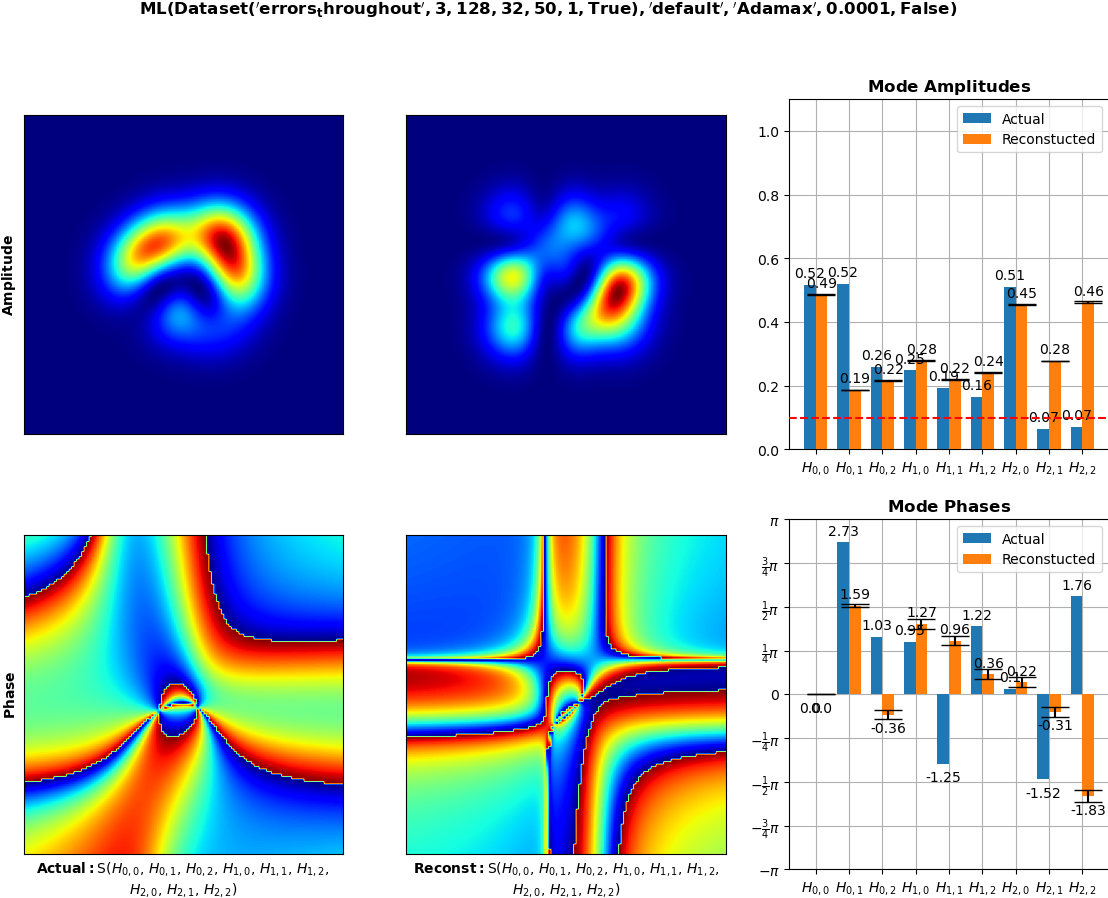 ML(Dataset('errors_throughout', 3, 128, 32, 50, 1, True), 'default', 'Adamax', 0.0001, False)
Amplitude
Mode Amplitudes
Actual
Reconstucted
1.0
0.8
0.6
0.4
0.2
0.0
0.52 0.49 0.52 0.19 0.26 0.22 0.25 0.28 0.19 0.22 0.16 0.24 0.51 0.45 0.07 0.28 0.07 0.46
H0,0 H0,1 H0,2 H1,0 H1,1 H1,2 H2,0 H2,1 H2,2
Phase
Mode Phases
Actual
Reconstucted
π
3/4π
1/2π
1/4π
0
−1/4π
−1/2π
−3/4π
−π
0.0 0.0 2.73 1.59 1.03 -0.36 0.95 1.27 -1.25 0.96 1.22 0.36 0.22 -1.52 -0.31 1.76 -1.83
H0,0 H0,1 H0,2 H1,0 H1,1 H1,2 H2,0 H2,1 H2,2
Actual: S(H0,0, H0,1, H0,2, H1,0, H1,1, H1,2,
H2,0, H2,1, H2,2)
Reconst: S(H0,0, H0,1, H0,2, H1,0, H1,1, H1,2,
H2,0, H2,1, H2,2)